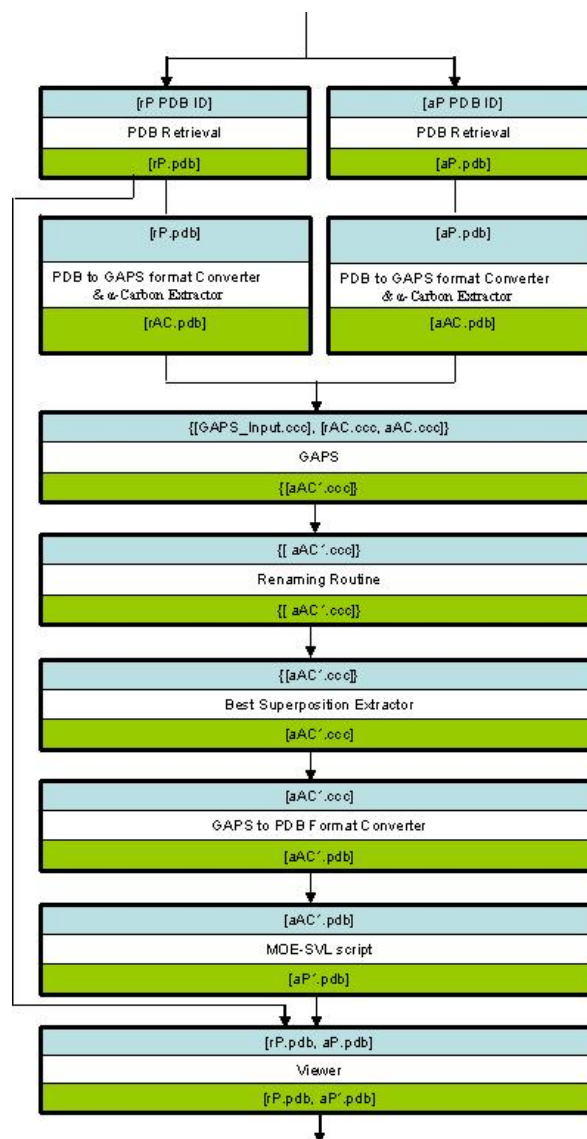 [rP PDB ID]
PDB Retrieval
[rP.pdb]
[aP PDB ID]
PDB Retrieval
[aP.pdb]
[rP.pdb]
PDB to GAPS format Converter
& α-Carbon Extractor
[rAC.pdb]
[aP.pdb]
PDB to GAPS format Converter
& α-Carbon Extractor
[aAC.pdb]
{[GAPS_Input.ccc], [rAC.ccc, aAC.ccc]}
GAPS
{[aAC'.ccc]}
{[ aAC'.ccc]}
Renaming Routine
{[ aAC'.ccc]}
{[aAC'.ccc]}
Best Superposition Extractor
[aAC'.ccc]
[aAC'.ccc]
GAPS to PDB Format Converter
[aAC'.pdb]
[aAC'.pdb]
MOE-SVL script
[aP'.pdb]
[rP.pdb, aP.pdb]
Viewer
[rP.pdb, aP'.pdb]